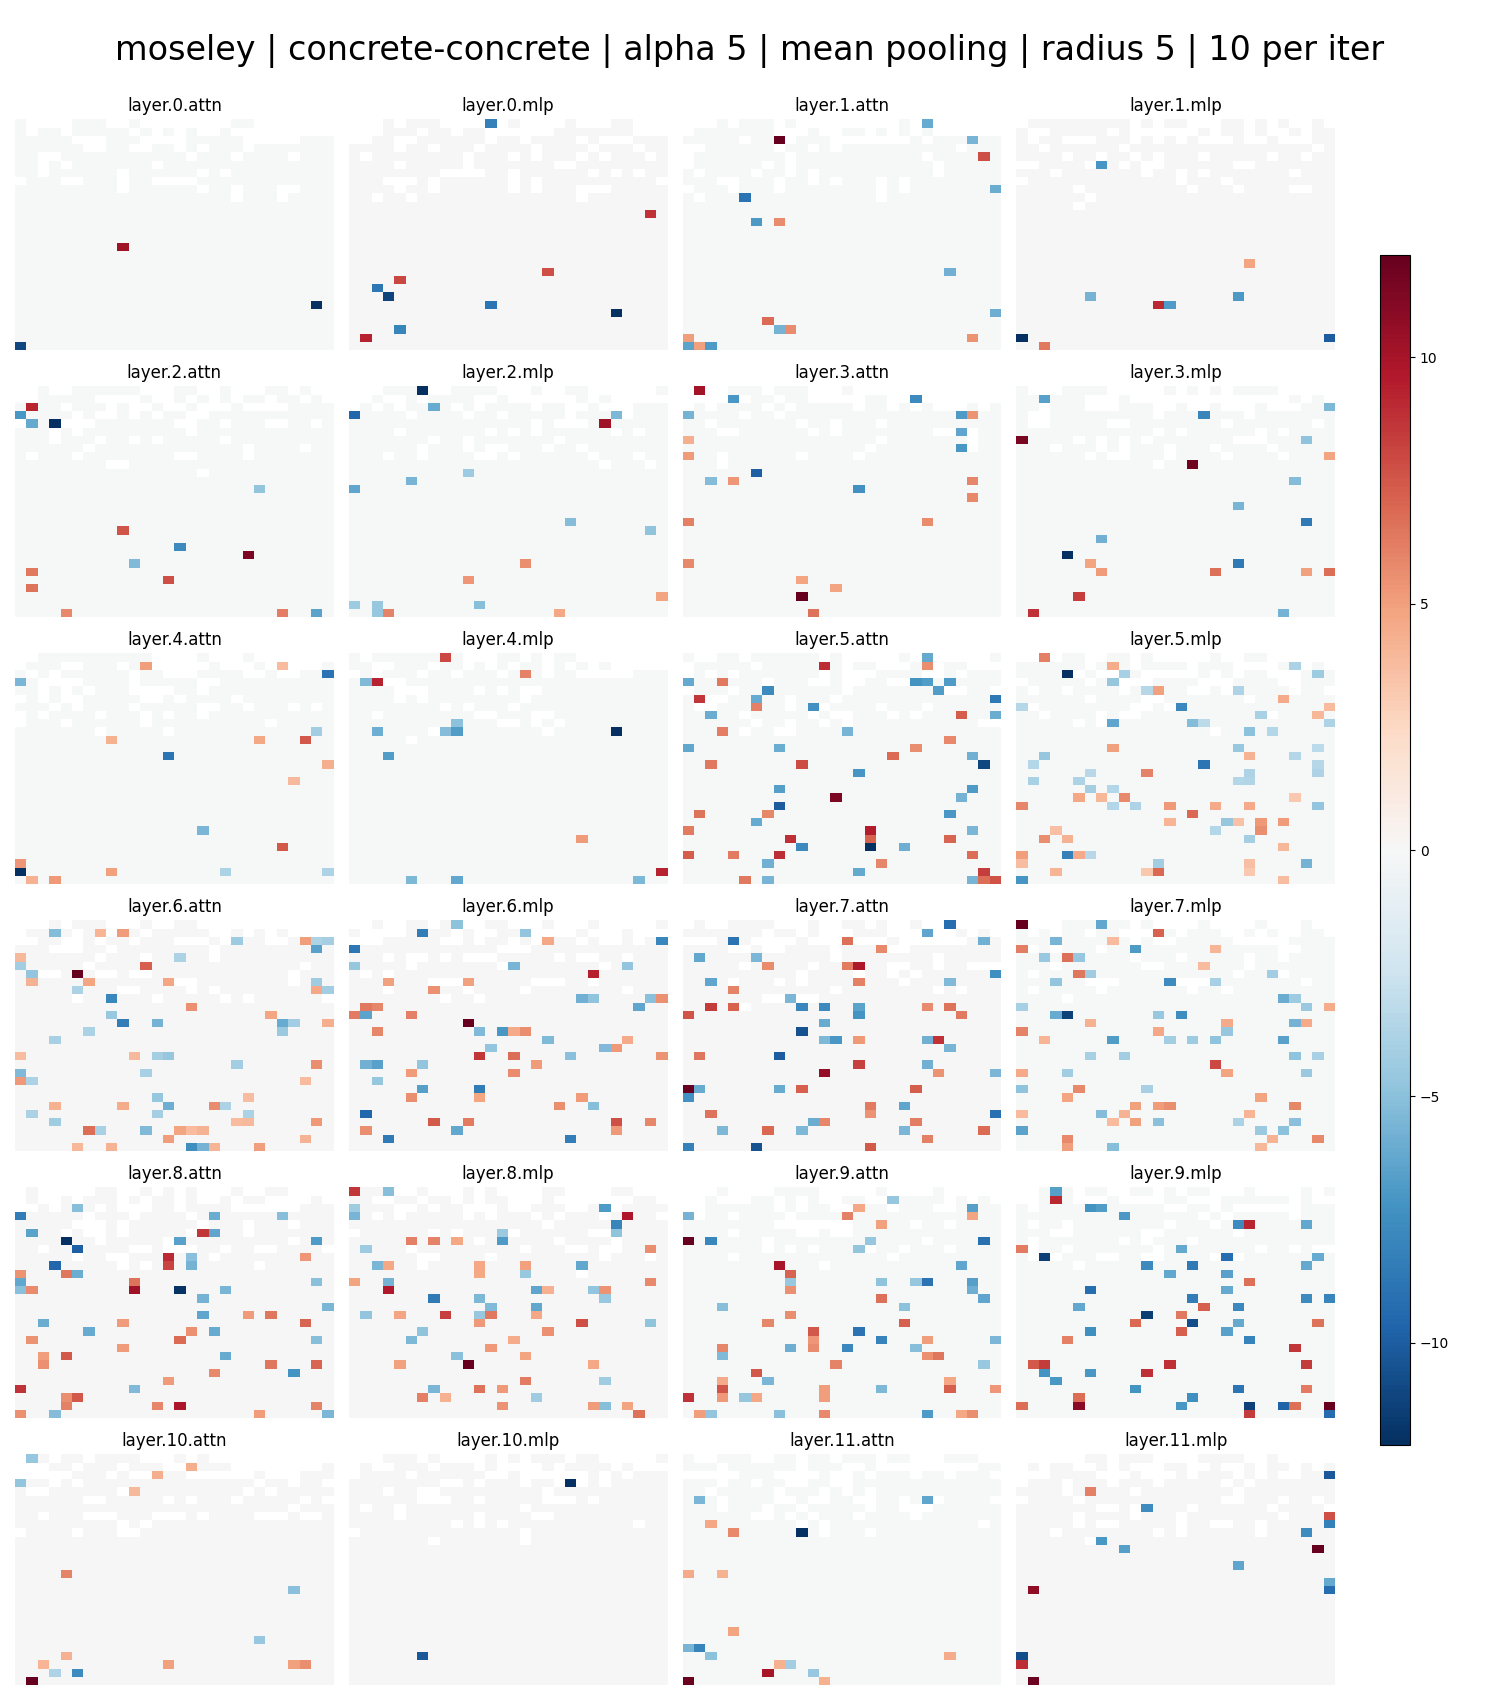 moseley | concrete-concrete | alpha 5 | mean pooling | radius 5 | 10 per iter
layer.0.attn layer.0.mlp layer.1.attn layer.1.mlp
layer.2.attn layer.2.mlp layer.3.attn layer.3.mlp
layer.4.attn layer.4.mlp layer.5.attn layer.5.mlp
layer.6.attn layer.6.mlp layer.7.attn layer.7.mlp
layer.8.attn layer.8.mlp layer.9.attn layer.9.mlp
layer.10.attn layer.10.mlp layer.11.attn layer.11.mlp
10
5
0
−5
−10